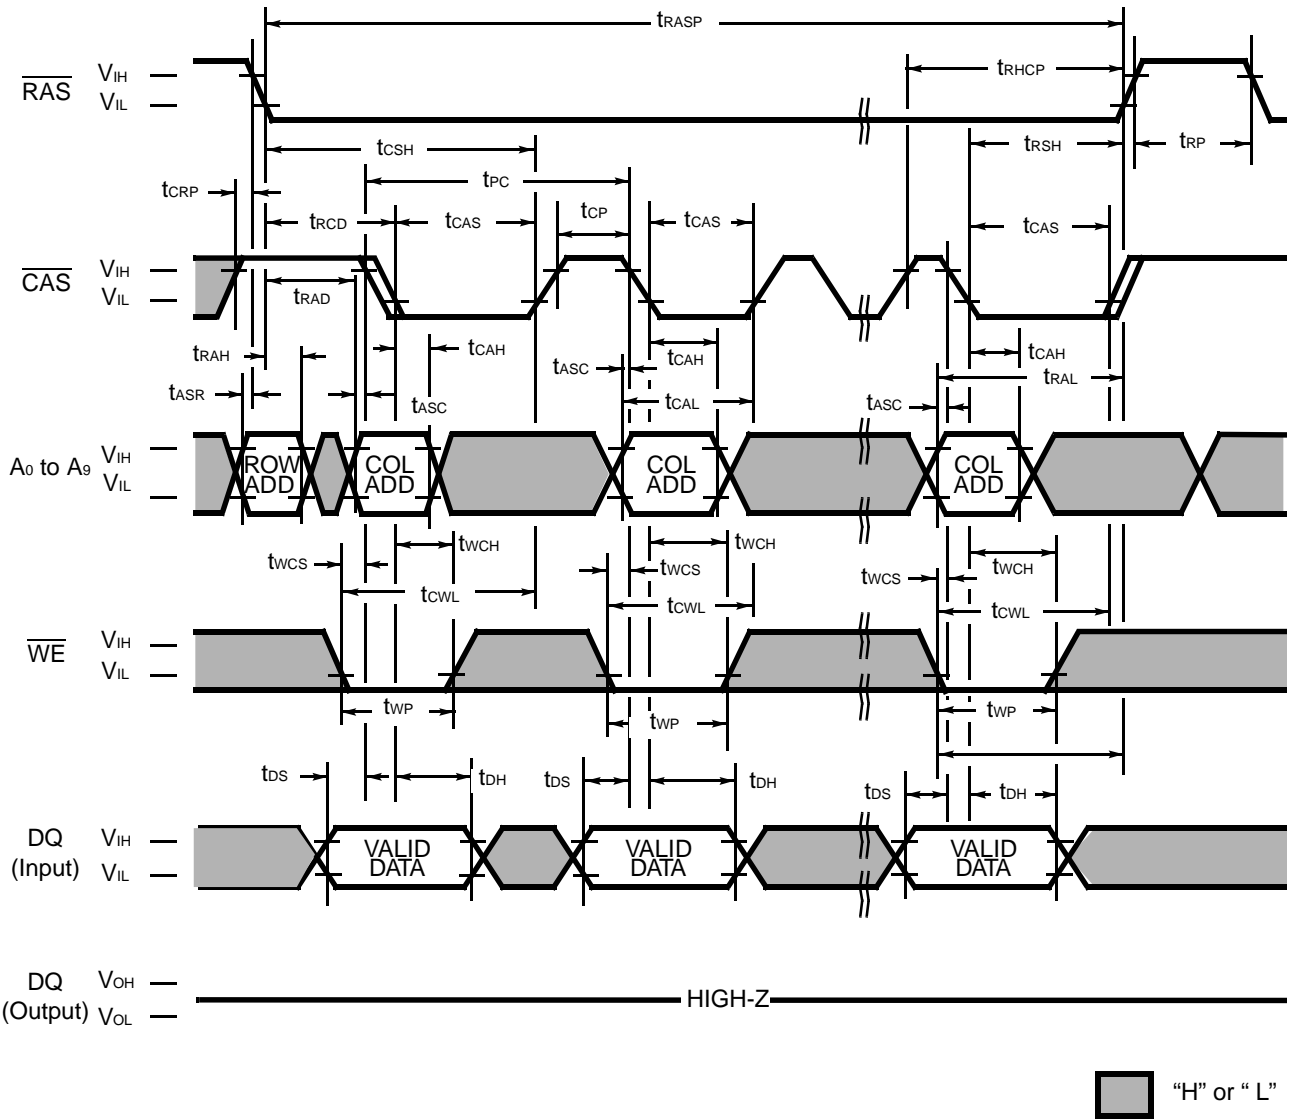 tRASP
RAS VIH VIL
tRHCP
tCSH tRSH tRP
tCRP tPC
tRCD tCAS tCP tCAS tCAS
CAS VIH VIL
tRAD
tRAH tCAH tASC tCAH tCAH
tASR tASC tCAL tASC tRAL
A0 to A9 VIH VIL
ROW ADD
COL ADD
COL ADD
COL ADD
tWCS tWCH tWCH tWCS tWCS tWCH
tCWL tCWL tCWL
WE VIH VIL
tWP tWP tWP
tDS tDH tDS tDH tDS tDH
DQ (Input) VIH VIL
VALID DATA
VALID DATA
VALID DATA
DQ (Output) VOH VOL
HIGH-Z
“H” or “ L”